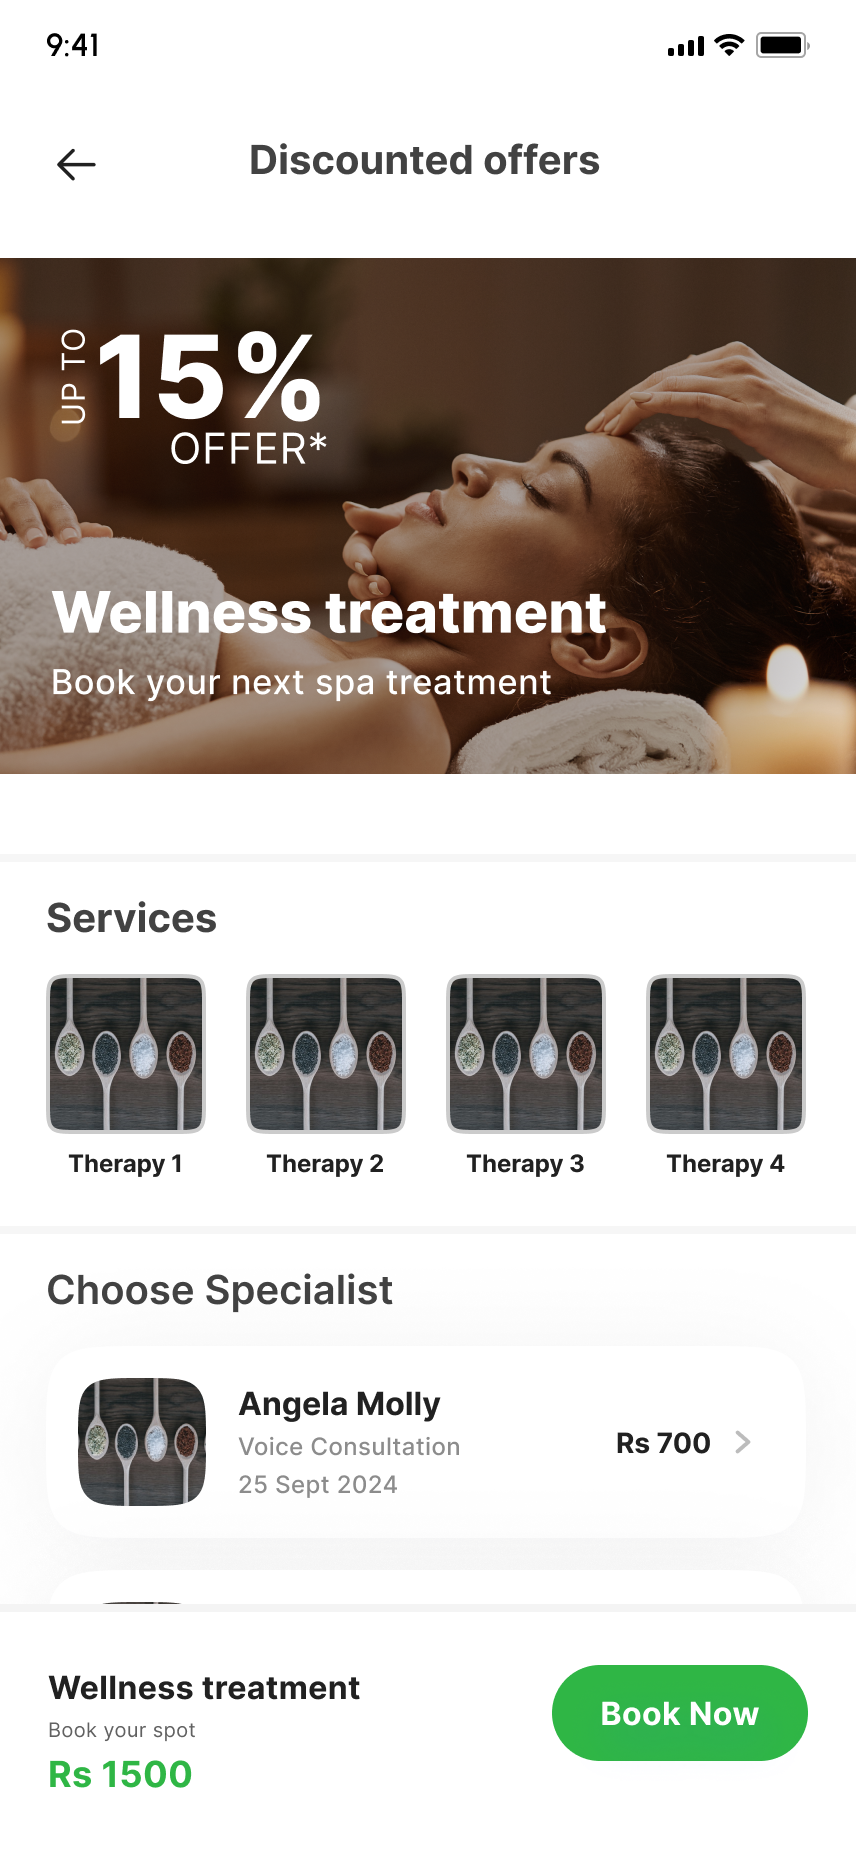 9:41
Discounted offers
UP TO
15%
OFFER*
Wellness treatment
Book your next spa treatment
Services
Therapy 1
Therapy 2
Therapy 3
Therapy 4
Choose Specialist
Angela Molly
Voice Consultation
Rs 700
25 Sept 2024
Wellness treatment
Book your spot
Rs 1500
Book Now